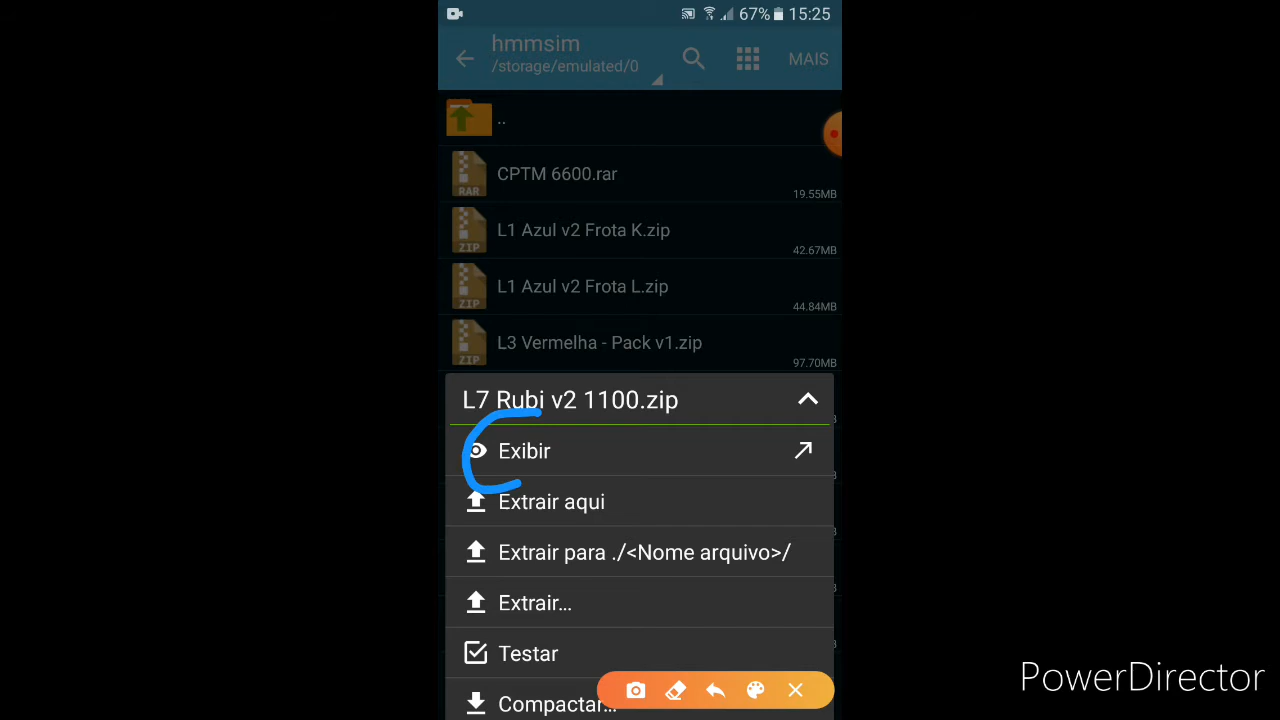 67% 15:25
hmmsim
/storage/emulated/0
MAIS
..
CPTM 6600.rar
RAR
19.55MB
L1 Azul v2 Frota K.zip
ZIP
42.67MB
L1 Azul v2 Frota L.zip
ZIP
44.84MB
L3 Vermelha - Pack v1.zip
ZIP
97.70MB
L7 Rubi v2 1100.zip
Exibir
Extrair aqui
Extrair para ./<Nome arquivo>/
Extrair...
Testar
Compactar...
PowerDirector